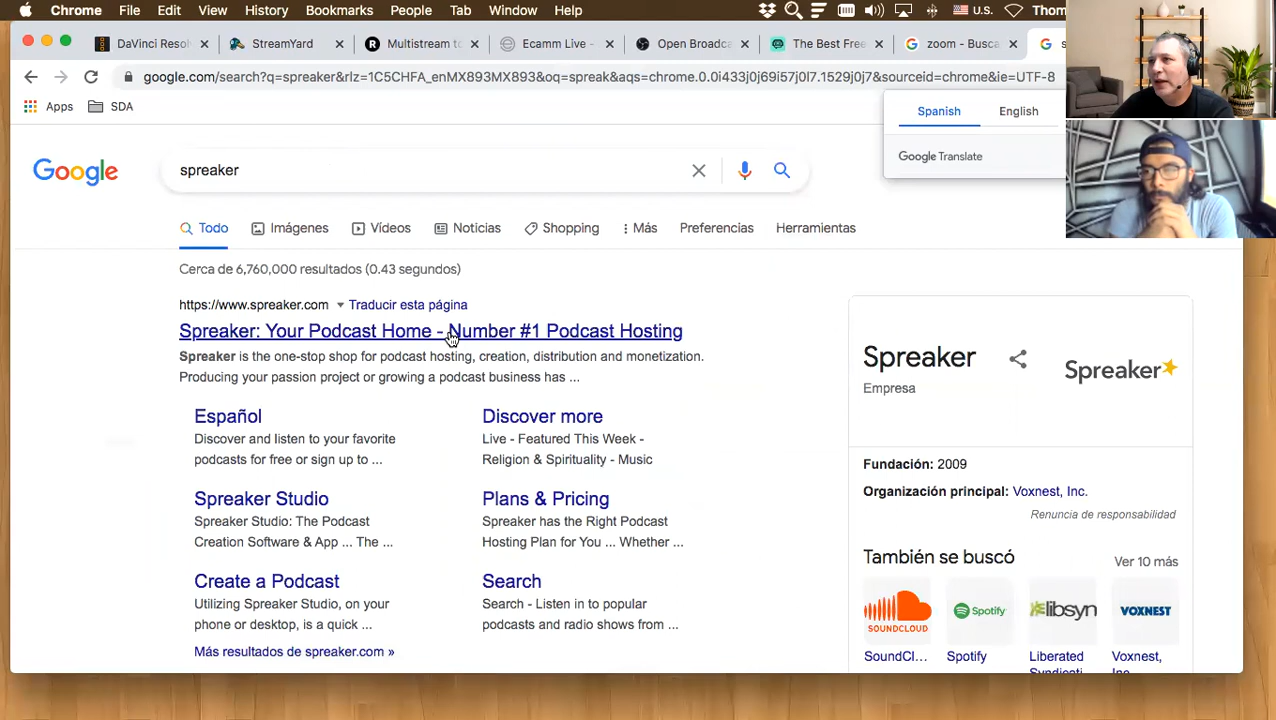 Chrome File Edit View History Bookmarks People Tab Window Help U.S. Thom
DaVinci Resol StreamYard Multistream to Ecamm Live - Open Broadca The Best Free zoom - Busca
google.com/search?q=spreaker&rlz=1C5CHFA_enMX893MX893&oq=spreak&aqs=chrome.0.0i433j0j69i57j0l7.1529j0j7&sourceid=chrome&ie=UTF-8
Apps SDA
Spanish English
Google Translate
Google
spreaker
Todo Imágenes Vídeos Noticias Shopping Más Preferencias Herramientas
Cerca de 6,760,000 resultados (0.43 segundos)
https://www.spreaker.com Traducir esta página
Spreaker: Your Podcast Home - Number #1 Podcast Hosting
Spreaker is the one-stop shop for podcast hosting, creation, distribution and monetization.
Producing your passion project or growing a podcast business has ...
Español
Discover and listen to your favorite
podcasts for free or sign up to ...
Discover more
Live - Featured This Week -
Religion & Spirituality - Music
Spreaker Studio
Spreaker Studio: The Podcast
Creation Software & App ... The ...
Plans & Pricing
Spreaker has the Right Podcast
Hosting Plan for You ... Whether ...
Create a Podcast
Utilizing Spreaker Studio, on your
phone or desktop, is a quick ...
Search
Search - Listen in to popular
podcasts and radio shows from ...
Más resultados de spreaker.com »
Spreaker
Empresa
Spreaker
Fundación: 2009
Organización principal: Voxnest, Inc.
Renuncia de responsabilidad
También se buscó
Ver 10 más
SOUNDCLOUD Spotify libsyn VOXNEST
SoundCl... Spotify Liberated Voxnest,
Syndicati... Inc.